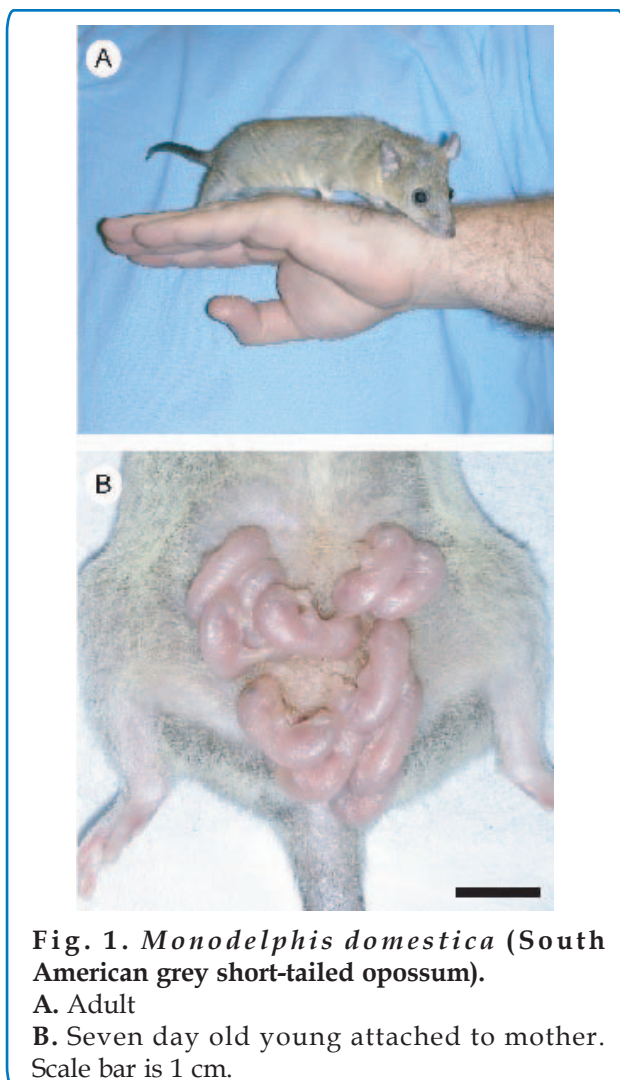 A
B
Fig. 1. Monodelphis domestica (South
American grey short-tailed opossum).
A. Adult
B. Seven day old young attached to mother.
Scale bar is 1 cm.